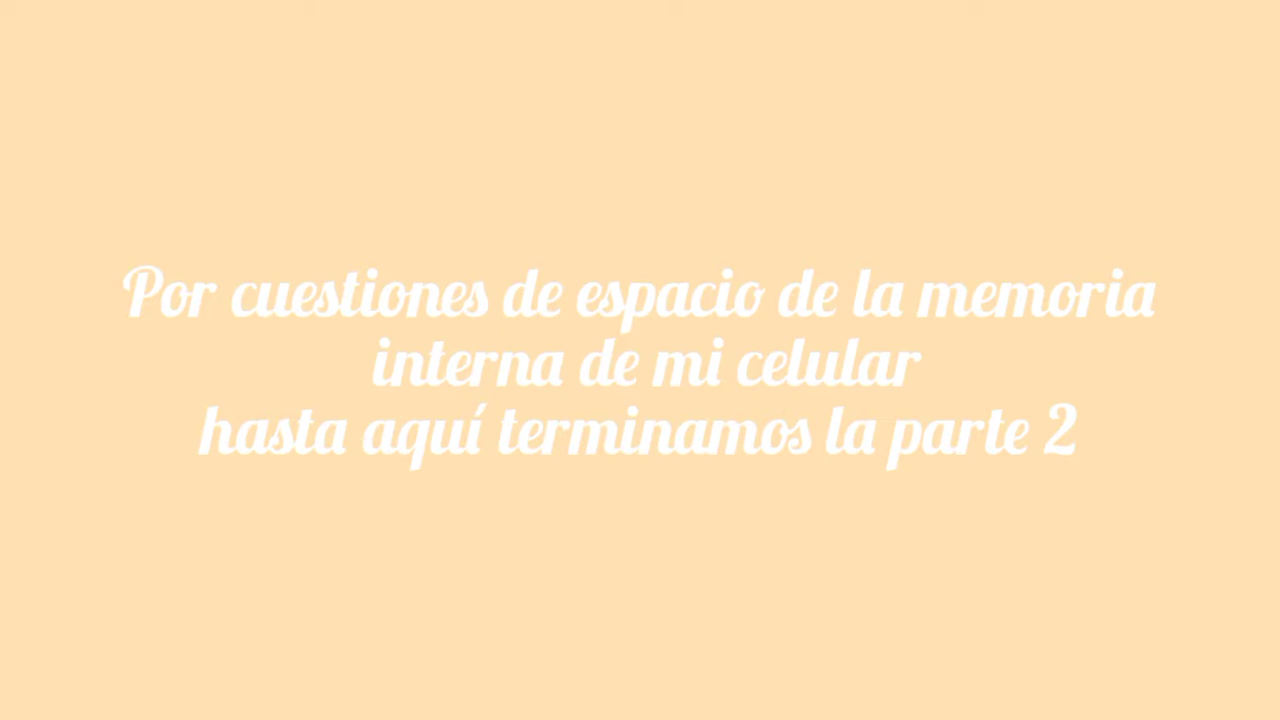 Por cuestiones de espacio de la memoria
interna de mi celular
hasta aquí terminamos la parte 2